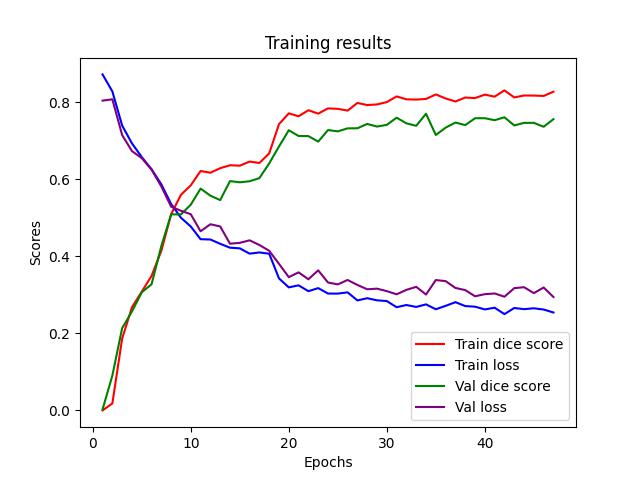 Training results
Scores
0.8
0.6
0.4
0.2
0.0
Train dice score
Train loss
Val dice score
Val loss
0 10 20 30 40
Epochs